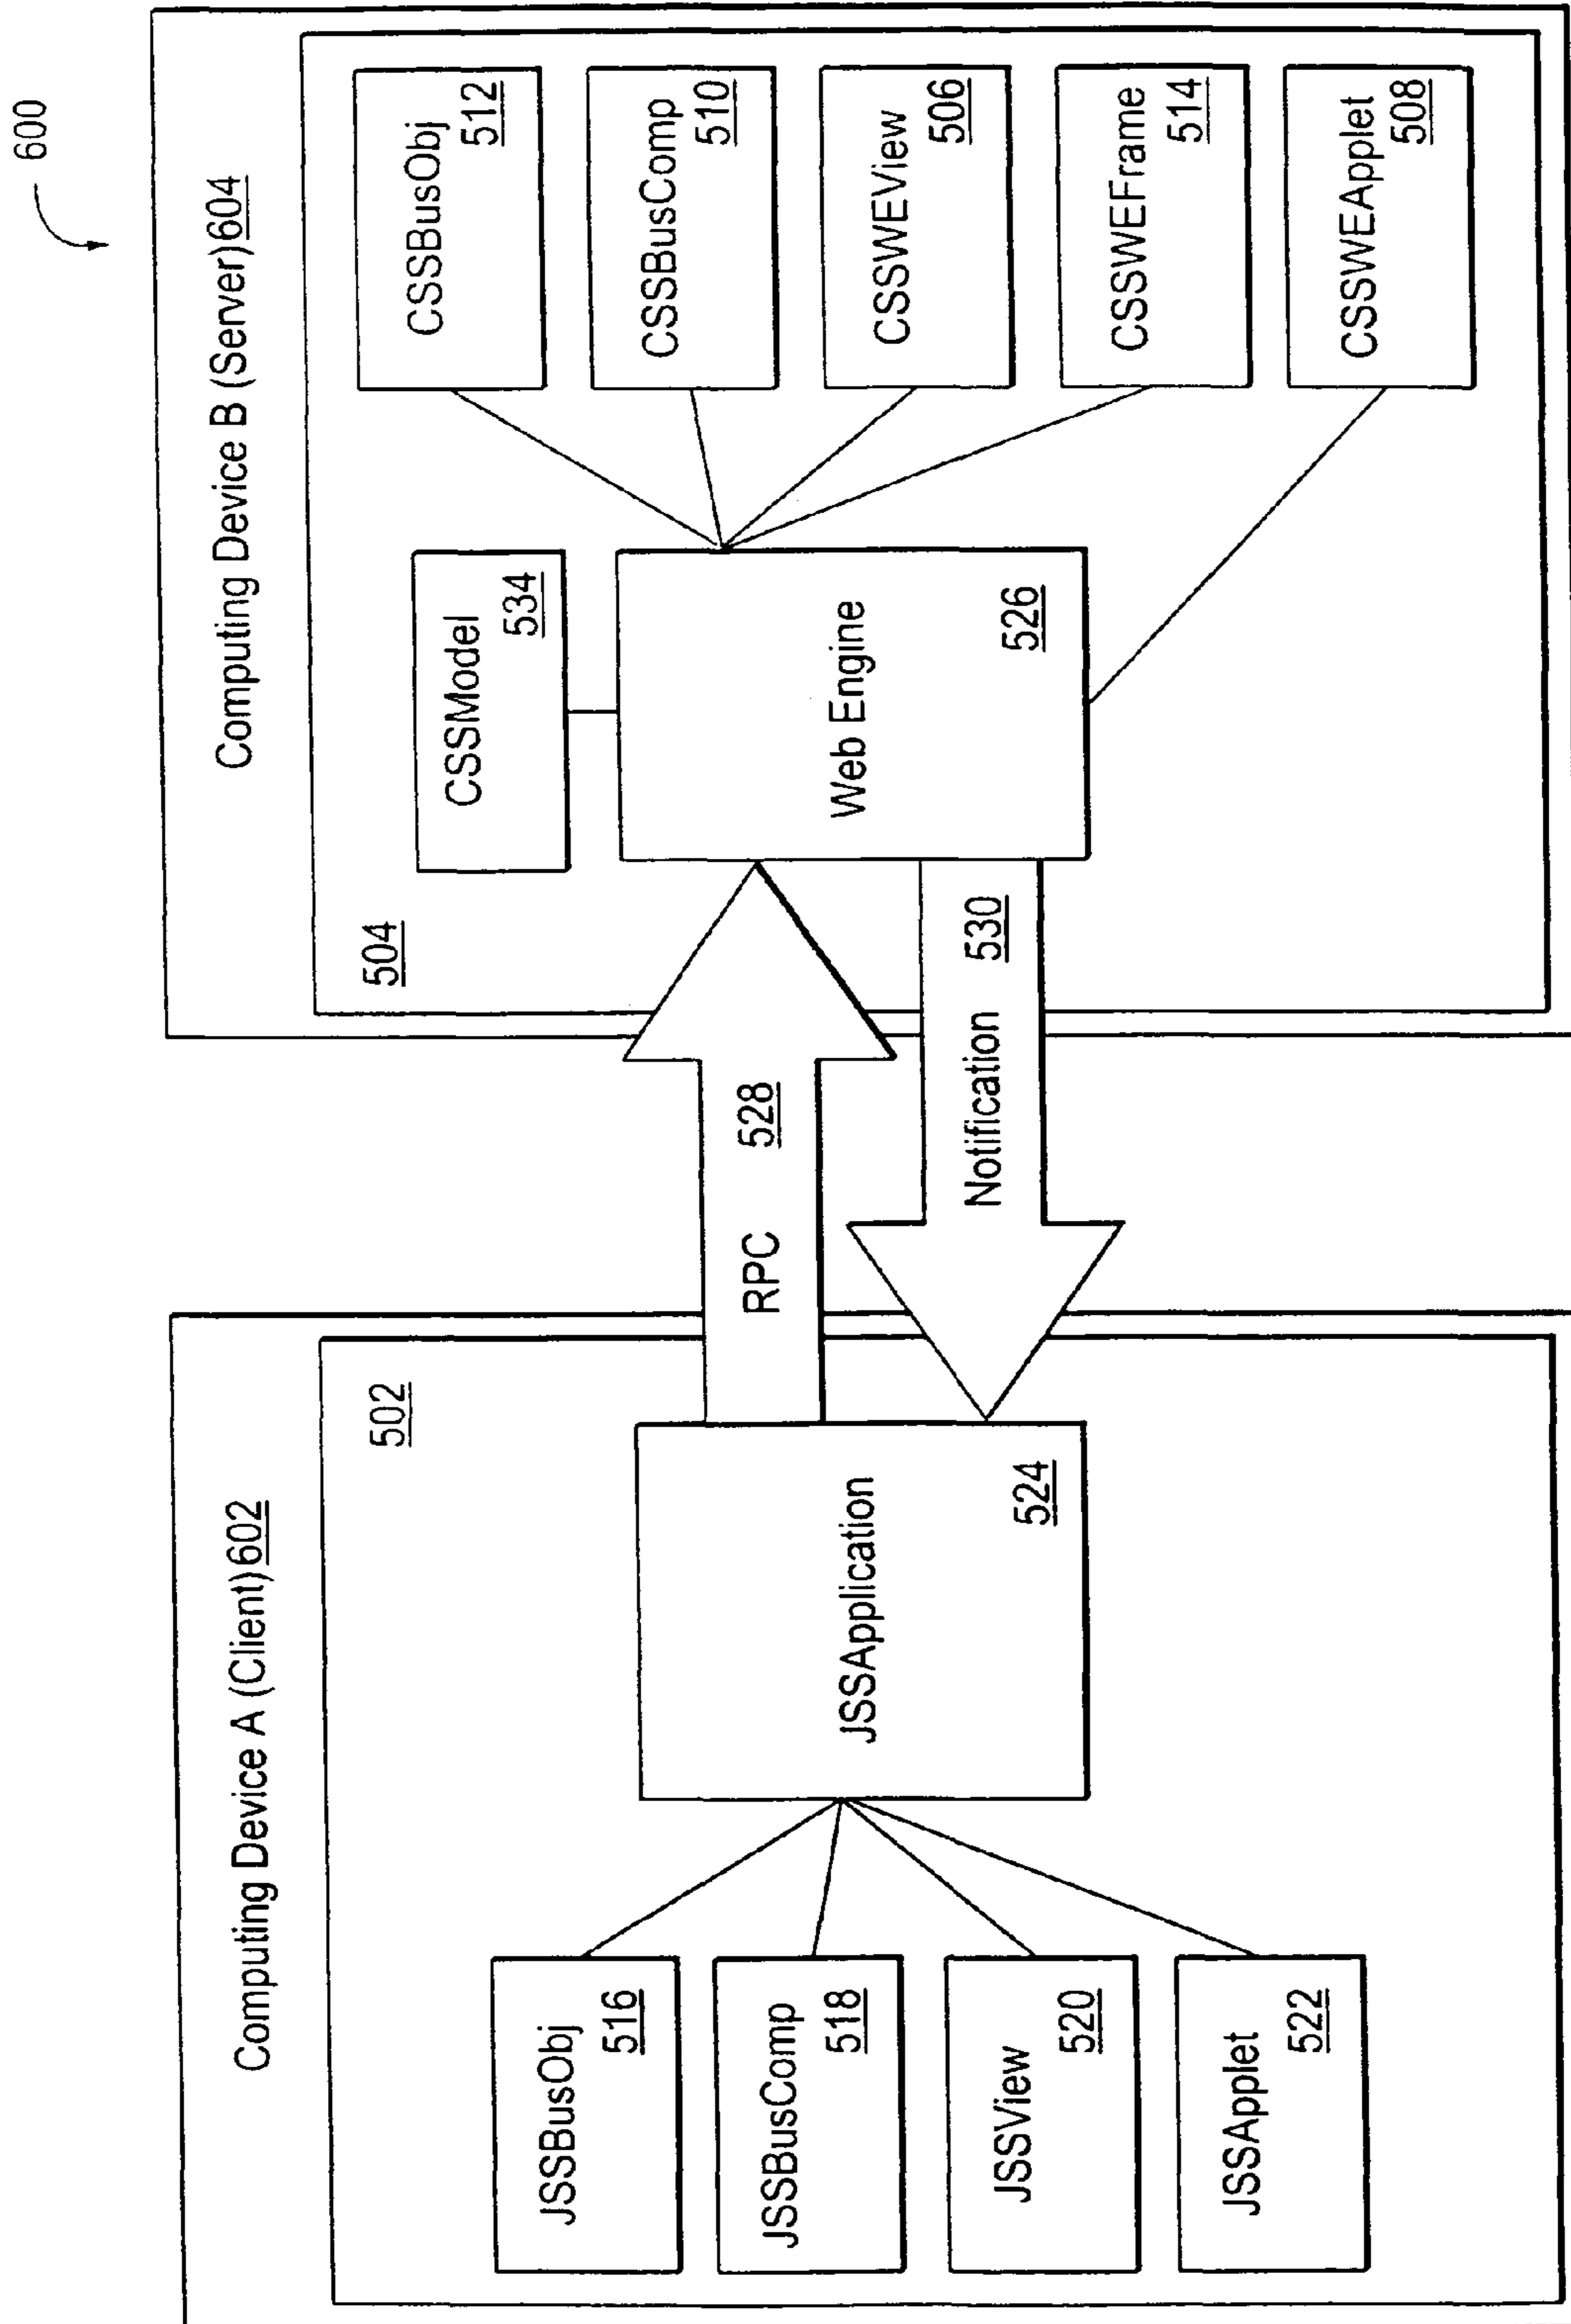 600
Computing Device A (Client) 602
502
JSSBusObj
516
JSSBusComp
518
JSSView
520
JSSApplet
522
JSSApplication
524
RPC 528
Notification 530
Computing Device B (Server) 604
504
CSSModel
534
Web Engine
526
CSSBusObj
512
CSSBusComp
510
CSSWEView
506
CSSWEFrame
514
CSSWEApplet
508